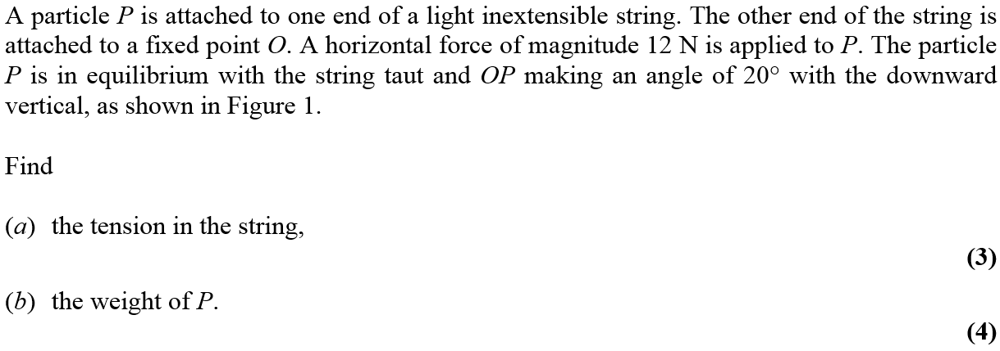 A particle P is attached to one end of a light inextensible string. The other end of the string is
attached to a fixed point O. A horizontal force of magnitude 12 N is applied to P. The particle
P is in equilibrium with the string taut and OP making an angle of 20° with the downward
vertical, as shown in Figure 1.
Find
(a) the tension in the string,
(3)
(b) the weight of P.
(4)